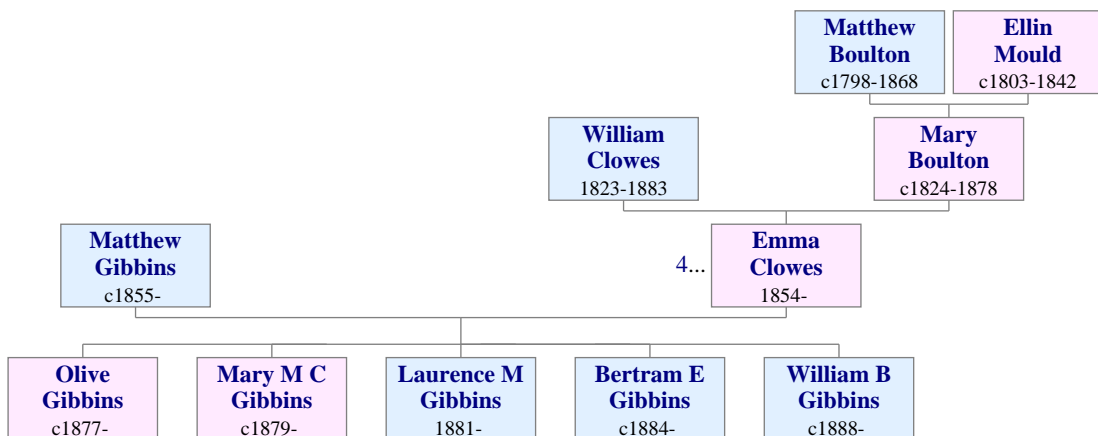 Matthew
Boulton
c1798-1868
Ellin
Mould
c1803-1842
William
Clowes
1823-1883
Mary
Boulton
c1824-1878
Matthew
Gibbins
c1855-
4...
Emma
Clowes
1854-
Olive
Gibbins
c1877-
Mary M C
Gibbins
c1879-
Laurence M
Gibbins
1881-
Bertram E
Gibbins
c1884-
William B
Gibbins
c1888-